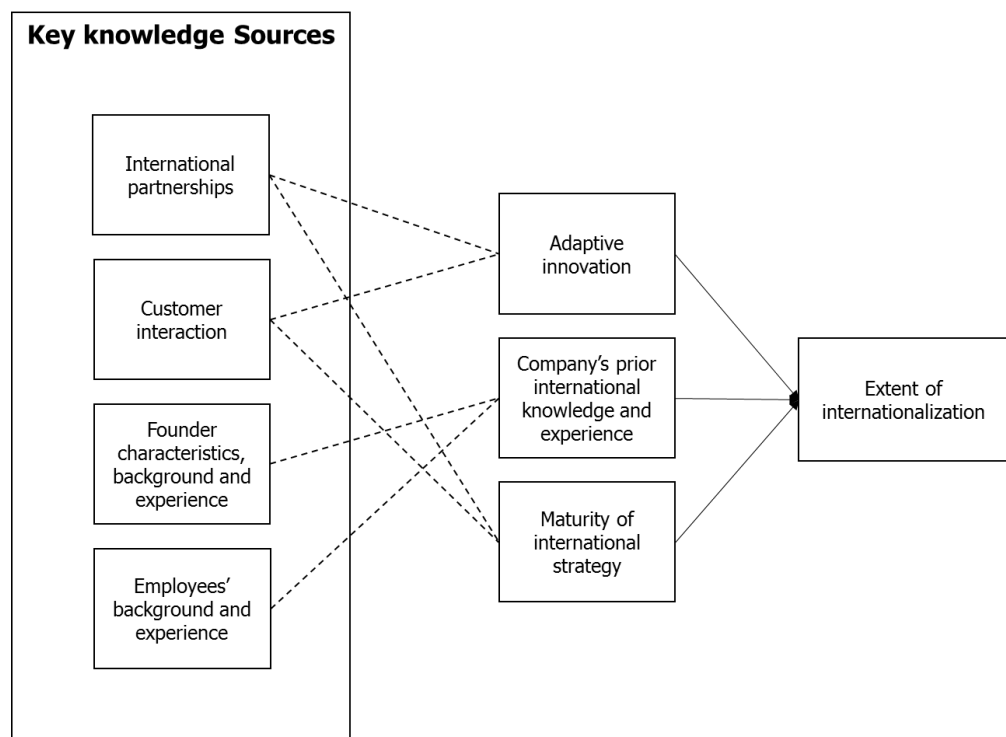 Key knowledge Sources
International
partnerships
Customer
interaction
Founder
characteristics,
background and
experience
Employees’
background and
experience
Adaptive
innovation
Company’s prior
international
knowledge and
experience
Maturity of
international
strategy
Extent of
internationalization